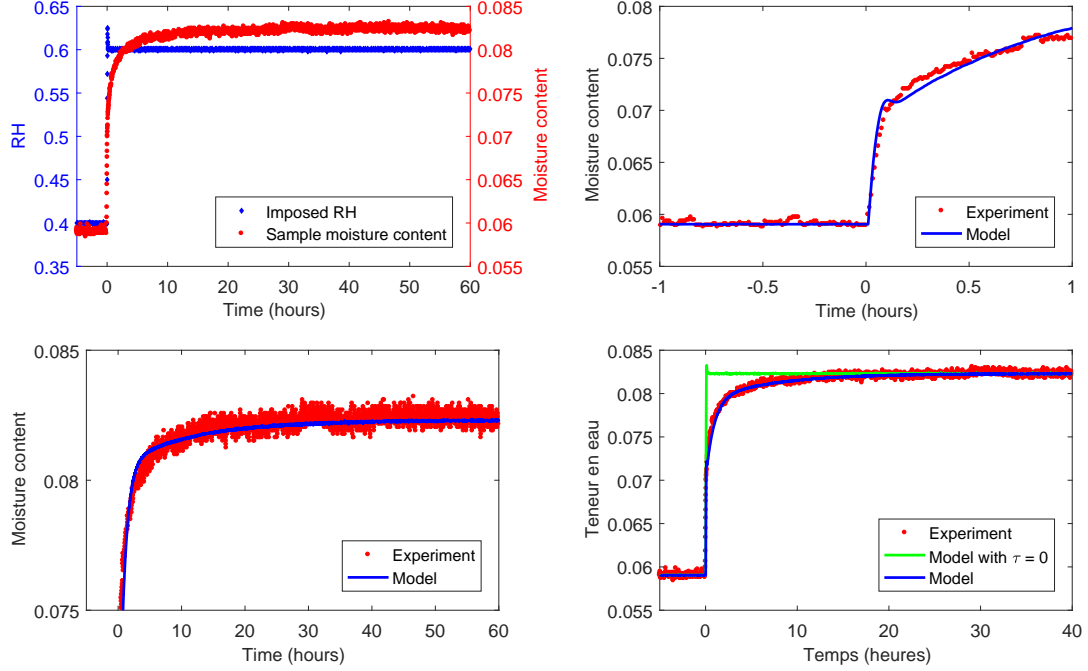 0.65
0.6
0.55
0.5
0.45
0.4
0.35
RH
0.085
0.08
0.075
0.07
0.065
0.06
0.055
Moisture content
0 10 20 30 40 50 60
Time (hours)
Imposed RH
Sample moisture content
0.08
0.075
0.07
0.065
0.06
0.055
Moisture content
-1 -0.5 0 0.5 1
Time (hours)
Experiment
Model
0.085
0.08
0.075
Moisture content
0 10 20 30 40 50 60
Time (hours)
Experiment
Model
0.085
0.08
0.075
0.07
0.065
0.06
0.055
Teneur en eau
0 10 20 30 40
Temps (heures)
Experiment
Model with τ = 0
Model